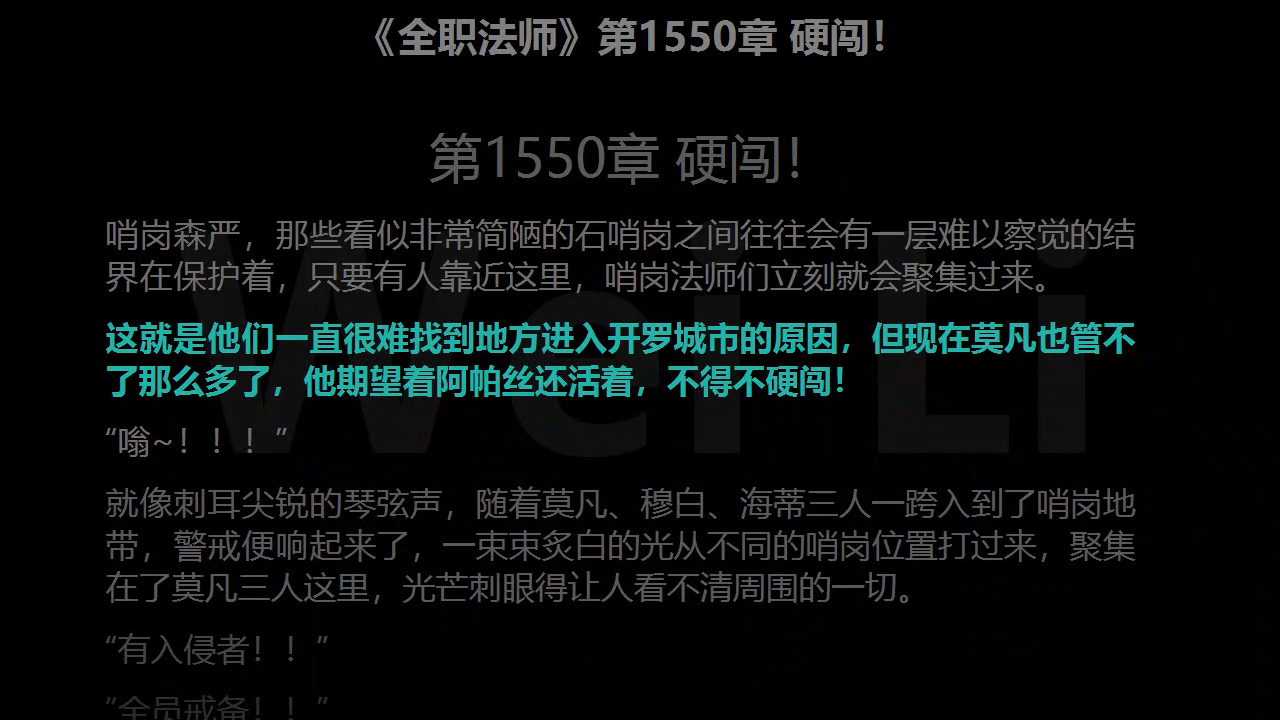 《全职法师》第1550章 硬闯！
第1550章 硬闯！
哨岗森严，那些看似非常简陋的石哨岗之间往往会有一层难以察觉的结
界在保护着，只要有人靠近这里，哨岗法师们立刻就会聚集过来。
这就是他们一直很难找到地方进入开罗城市的原因，但现在莫凡也管不
了那么多了，他期望着阿帕丝还活着，不得不硬闯！
“嗡~！！！”
就像刺耳尖锐的琴弦声，随着莫凡、穆白、海蒂三人一跨入到了哨岗地
带，警戒便响起来了，一束束炙白的光从不同的哨岗位置打过来，聚集
在了莫凡三人这里，光芒刺眼得让人看不清周围的一切。
“有入侵者！！”
“全员戒备！！”
Wei Li